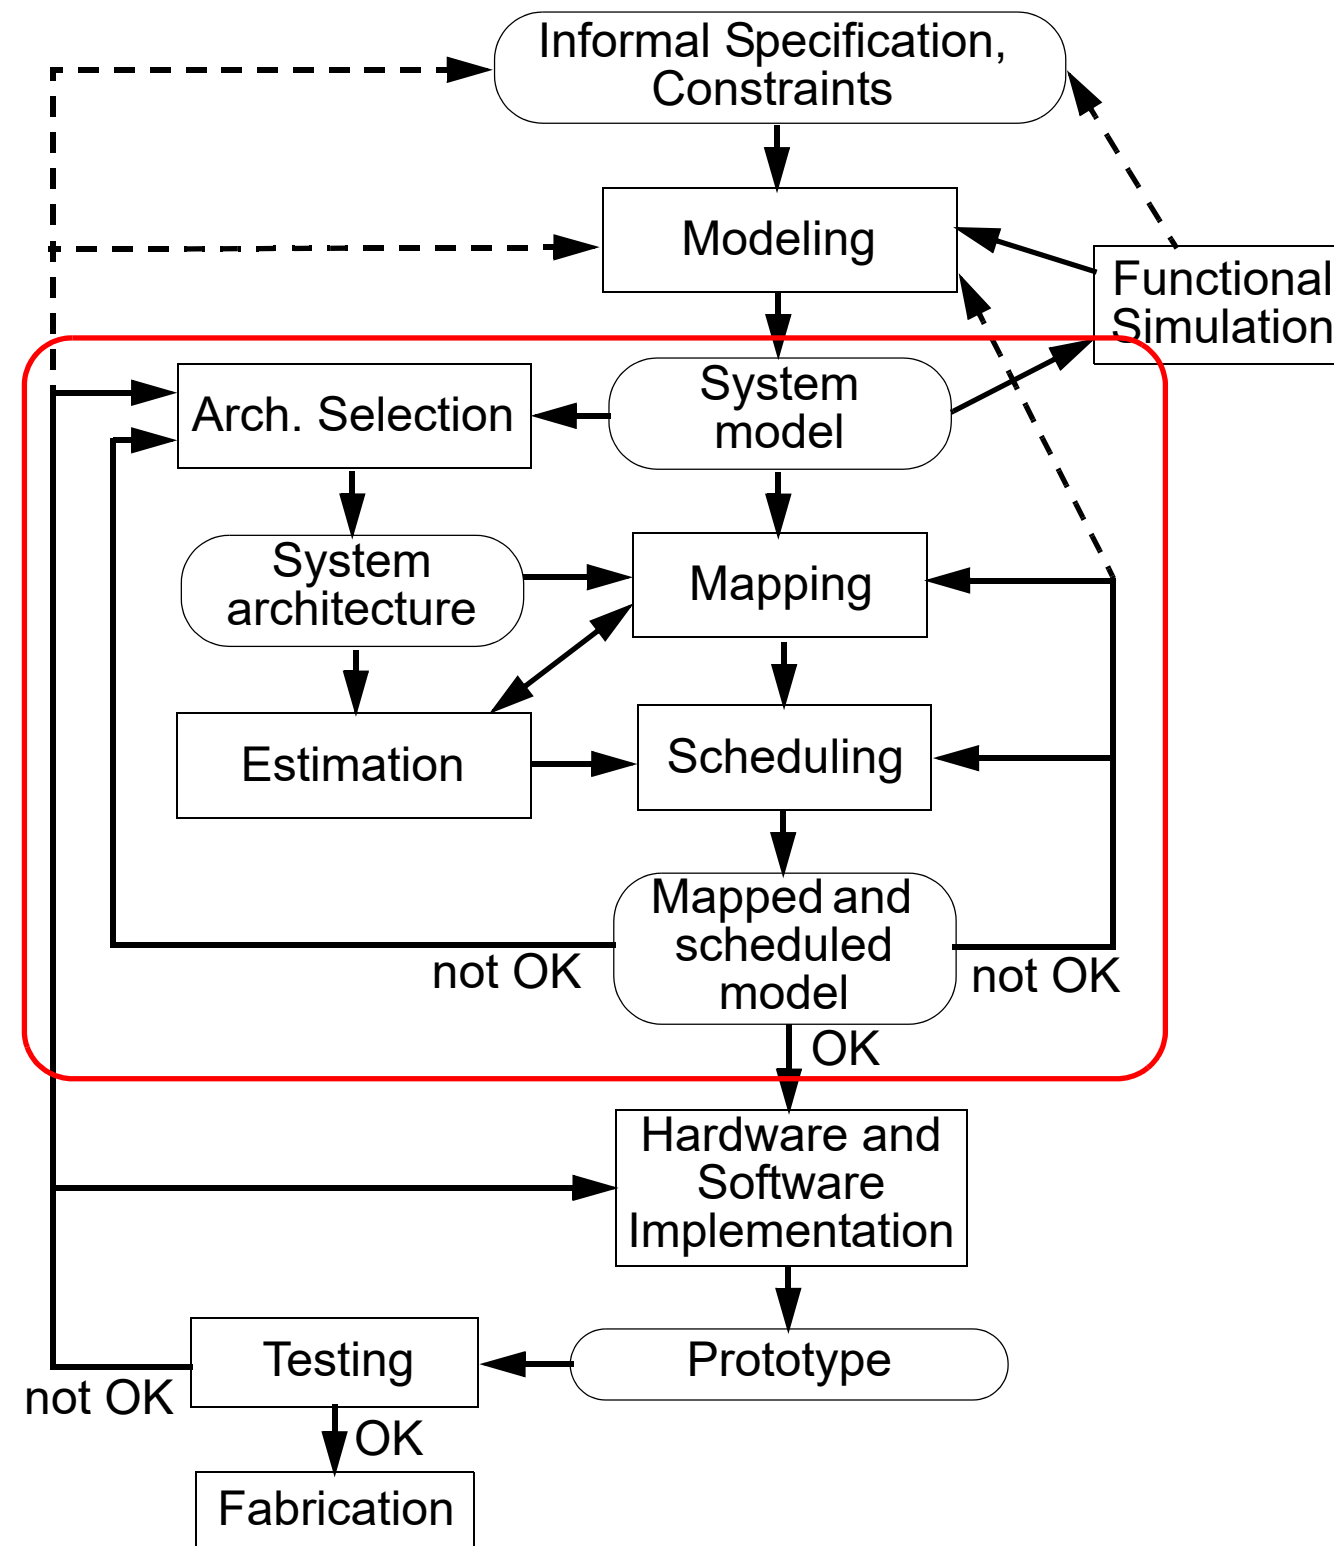 Informal Specification,
Constraints
Modeling
Functional
Simulation
System
model
Arch. Selection
System
architecture
Mapping
Estimation
Scheduling
Mapped and
scheduled
model
not OK
not OK
OK
Hardware and
Software
Implementation
Testing
Prototype
not OK
OK
Fabrication